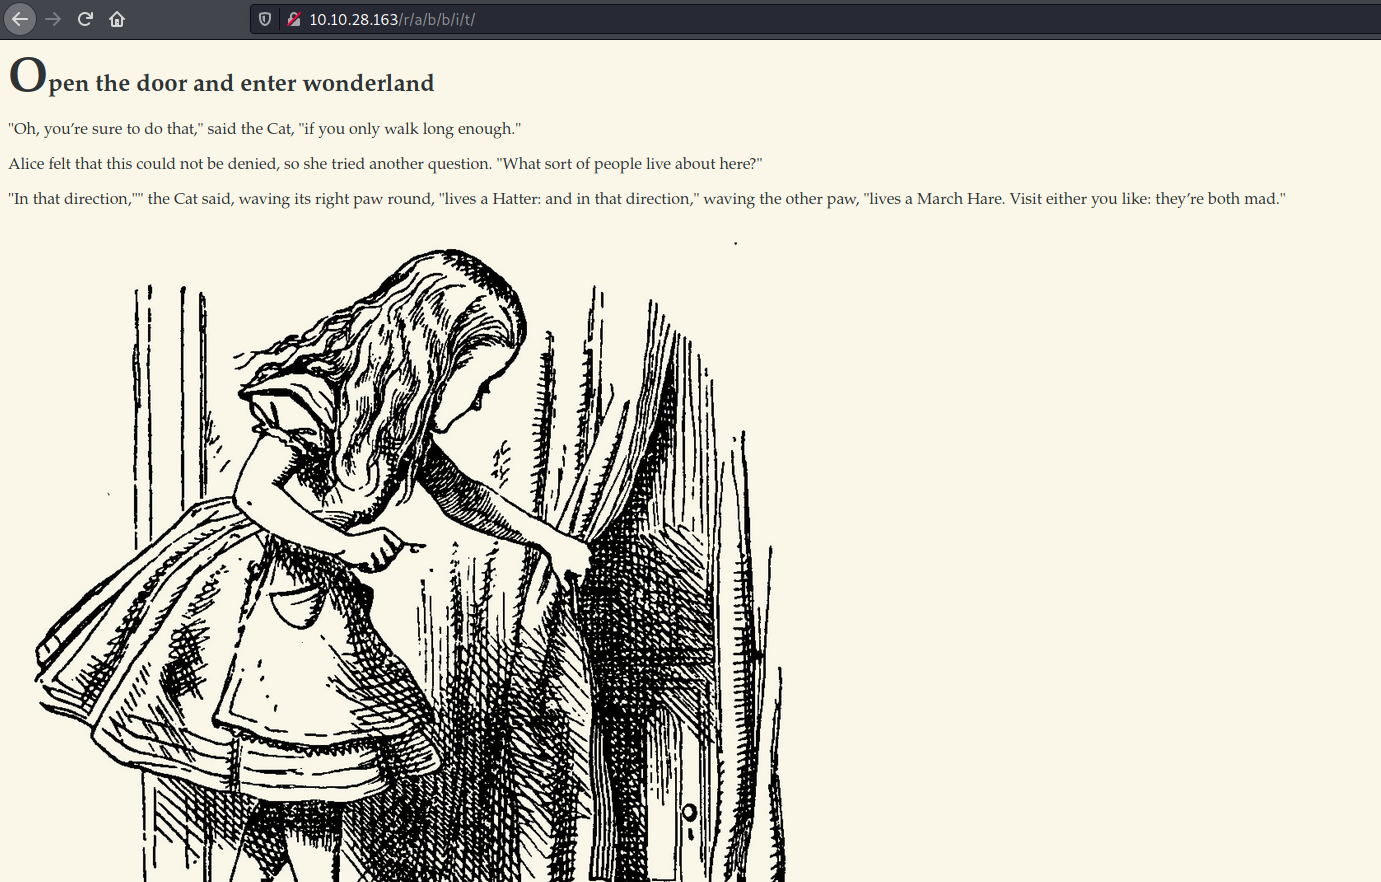 10.10.28.163/r/a/b/b/i/t/
Open the door and enter wonderland
"Oh, you’re sure to do that," said the Cat, "if you only walk long enough."
Alice felt that this could not be denied, so she tried another question. "What sort of people live about here?"
"In that direction,"" the Cat said, waving its right paw round, "lives a Hatter: and in that direction," waving the other paw, "lives a March Hare. Visit either you like: they’re both mad."